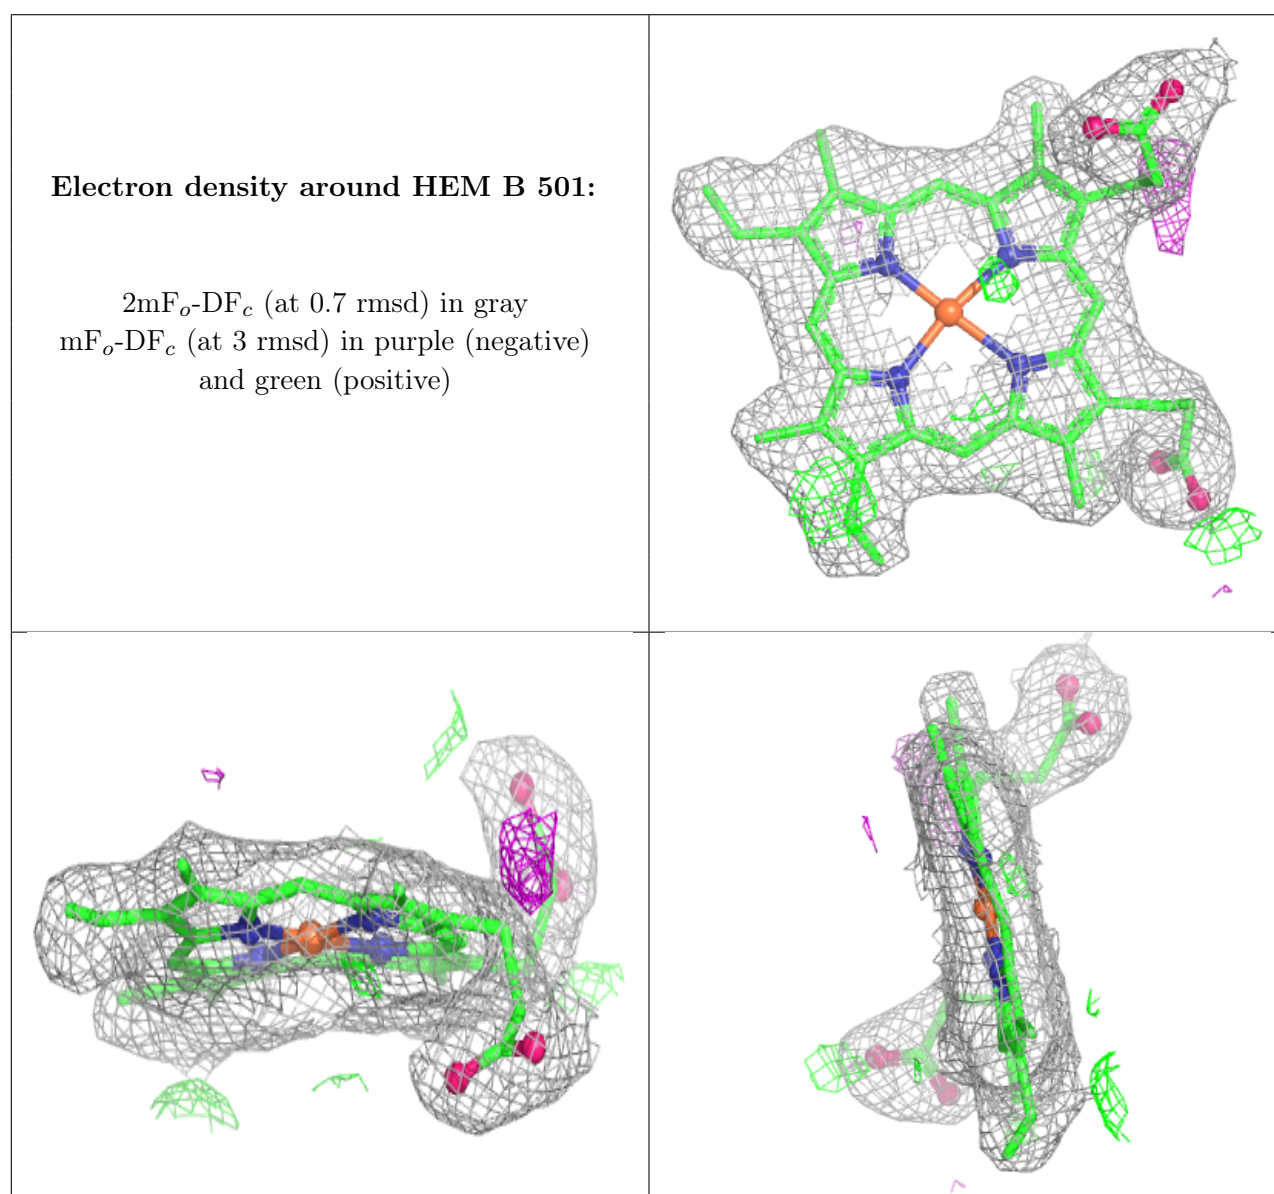 Electron density around HEM B 501:
2mFₒ-DF𝒸 (at 0.7 rmsd) in gray
mFₒ-DF𝒸 (at 3 rmsd) in purple (negative)
and green (positive)